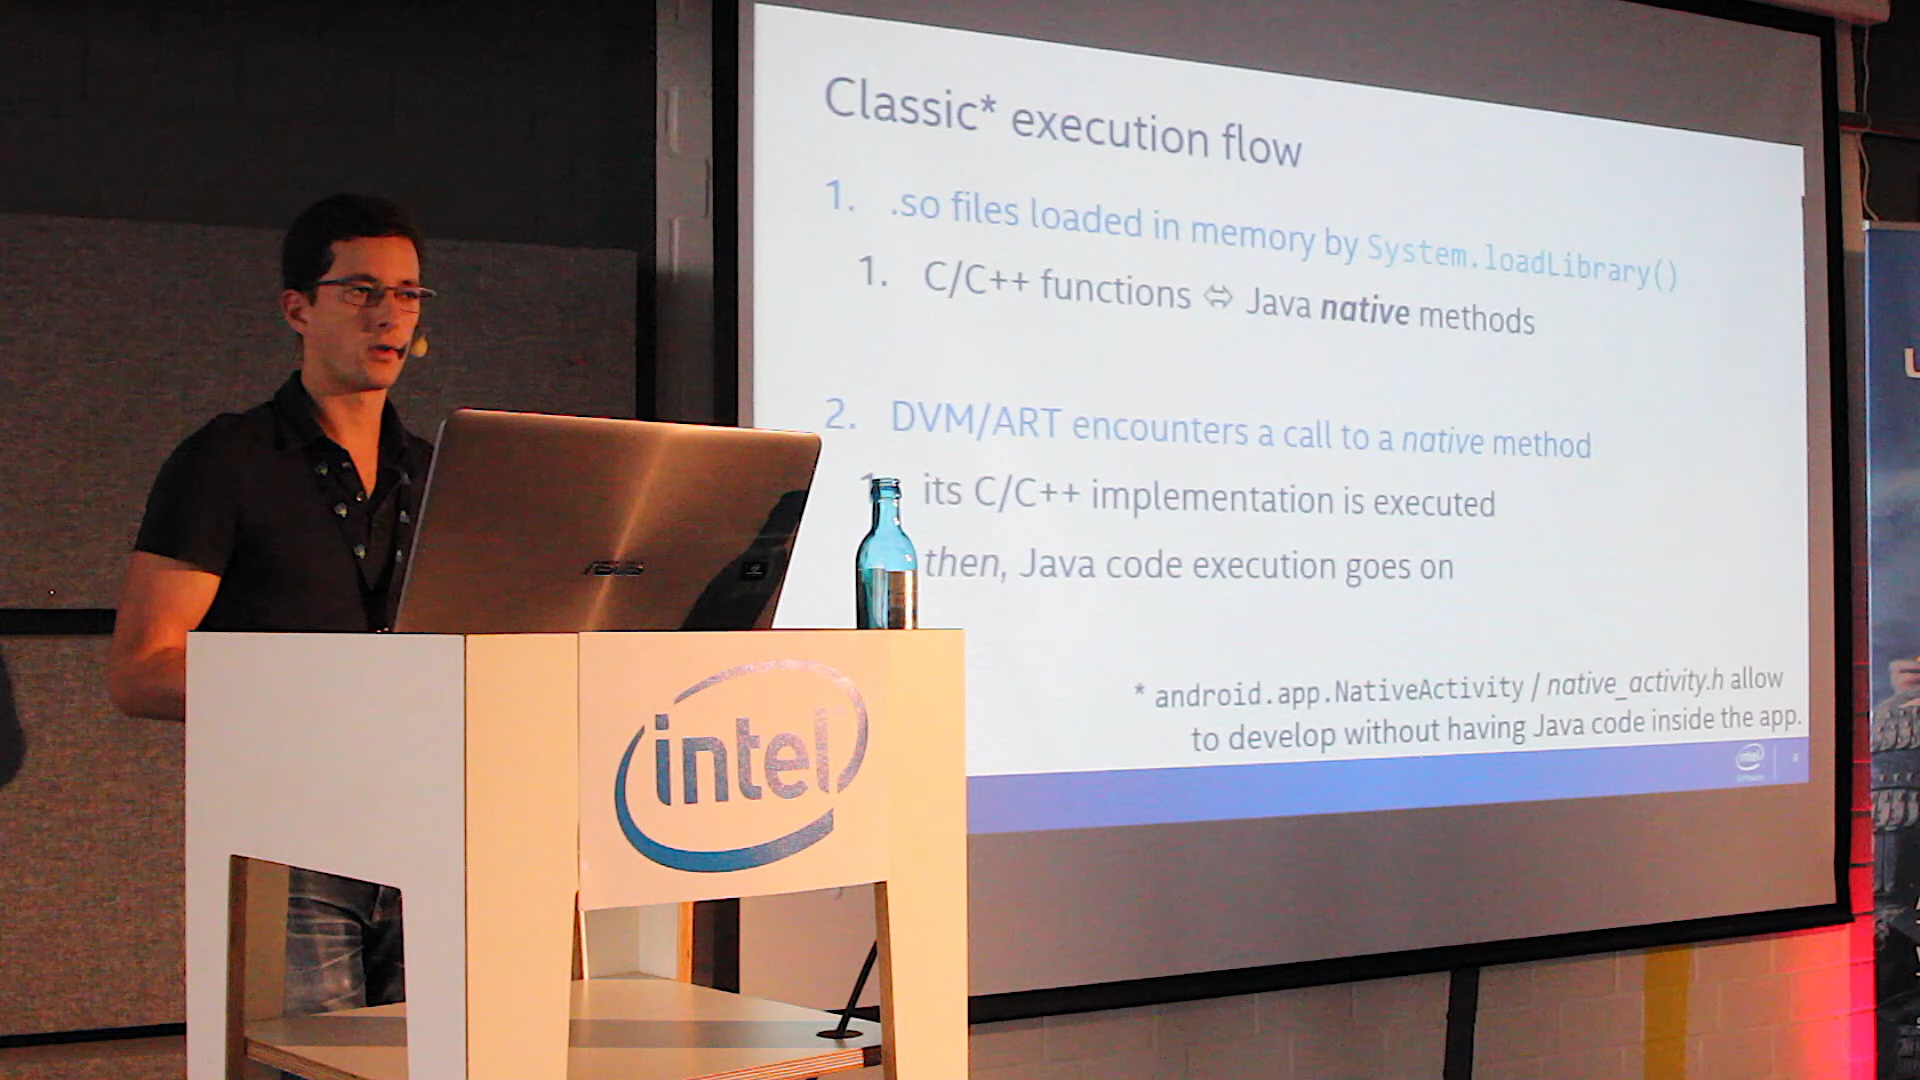 Classic* execution flow
1. .so files loaded in memory by System.loadLibrary()
1. C/C++ functions ⇔ Java native methods
2. DVM/ART encounters a call to a native method
its C/C++ implementation is executed
then, Java code execution goes on
* android.app.NativeActivity / native_activity.h allow
to develop without having Java code inside the app.
intel
ASUS
intel